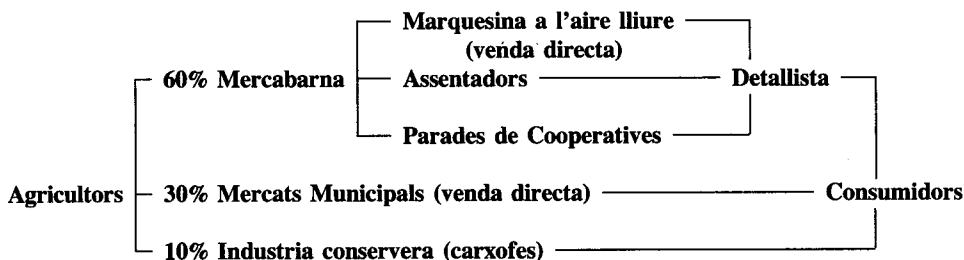 Marquesina a l'aire lliure
(venda directa)
60% Mercabarna
Assentadors
Detallista
Parades de Cooperatives
Agricultors
30% Mercats Municipals (venda directa)
Consumidors
10% Industria conservera (carxofes)